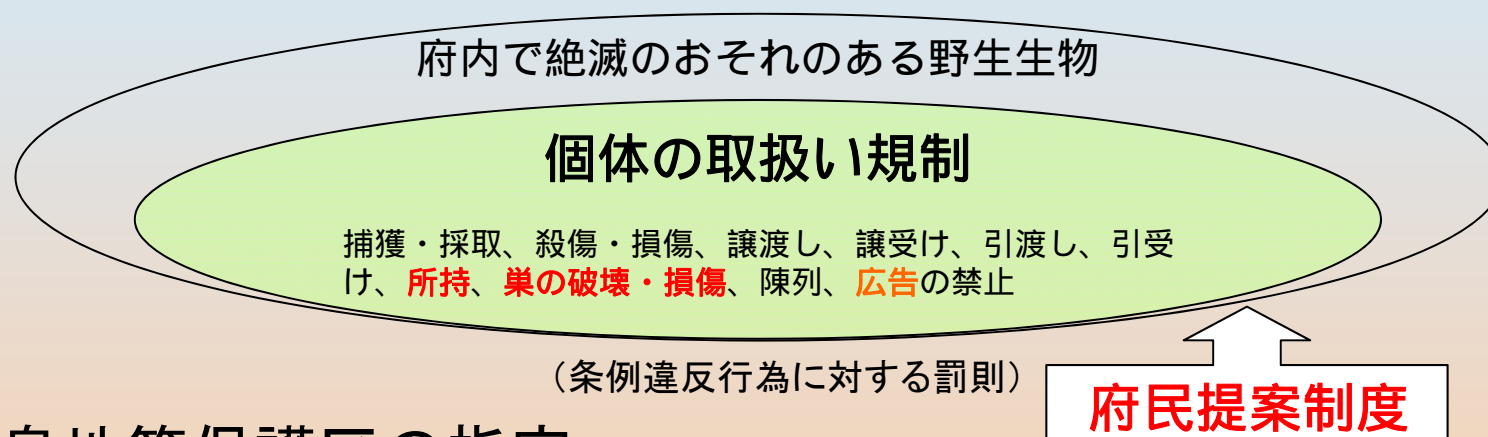 府内で絶滅のおそれのある野生生物
個体の取扱い規制
捕獲・採取、殺傷・損傷、譲渡し、譲受け、引渡し、引受
け、所持、巣の破壊・損傷、陳列、広告の禁止
（条例違反行為に対する罰則）
府民提案制度